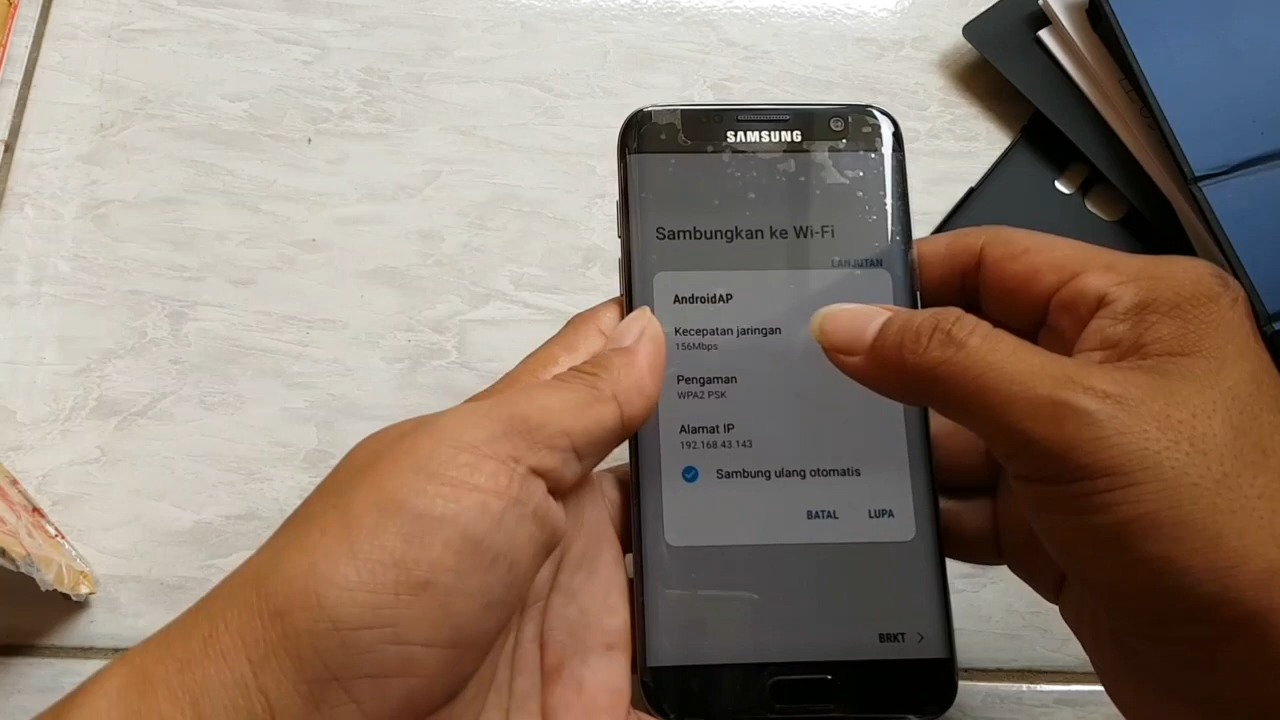 SAMSUNG
Sambungkan ke Wi-Fi
LANJUTAN
AndroidAP
Kecepatan jaringan
156Mbps
Pengaman
WPA2 PSK
Alamat IP
192.168.43.143
Sambung ulang otomatis
BATAL LUPA
BRKT